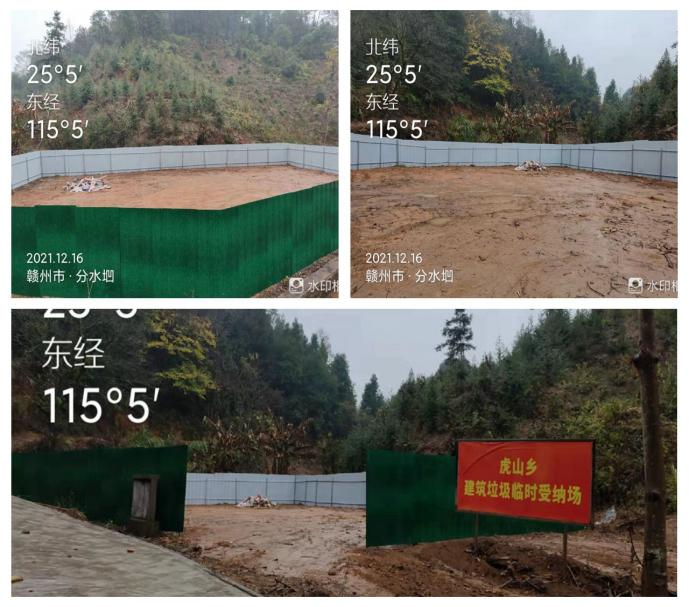 北纬
25°5′
东经
115°5′
2021.12.16
赣州市·分水坳
水印相
北纬
25°5′
东经
115°5′
2021.12.16
赣州市·分水坳
水印相
25°5′
东经
115°5′
虎山乡
建筑垃圾临时受纳场